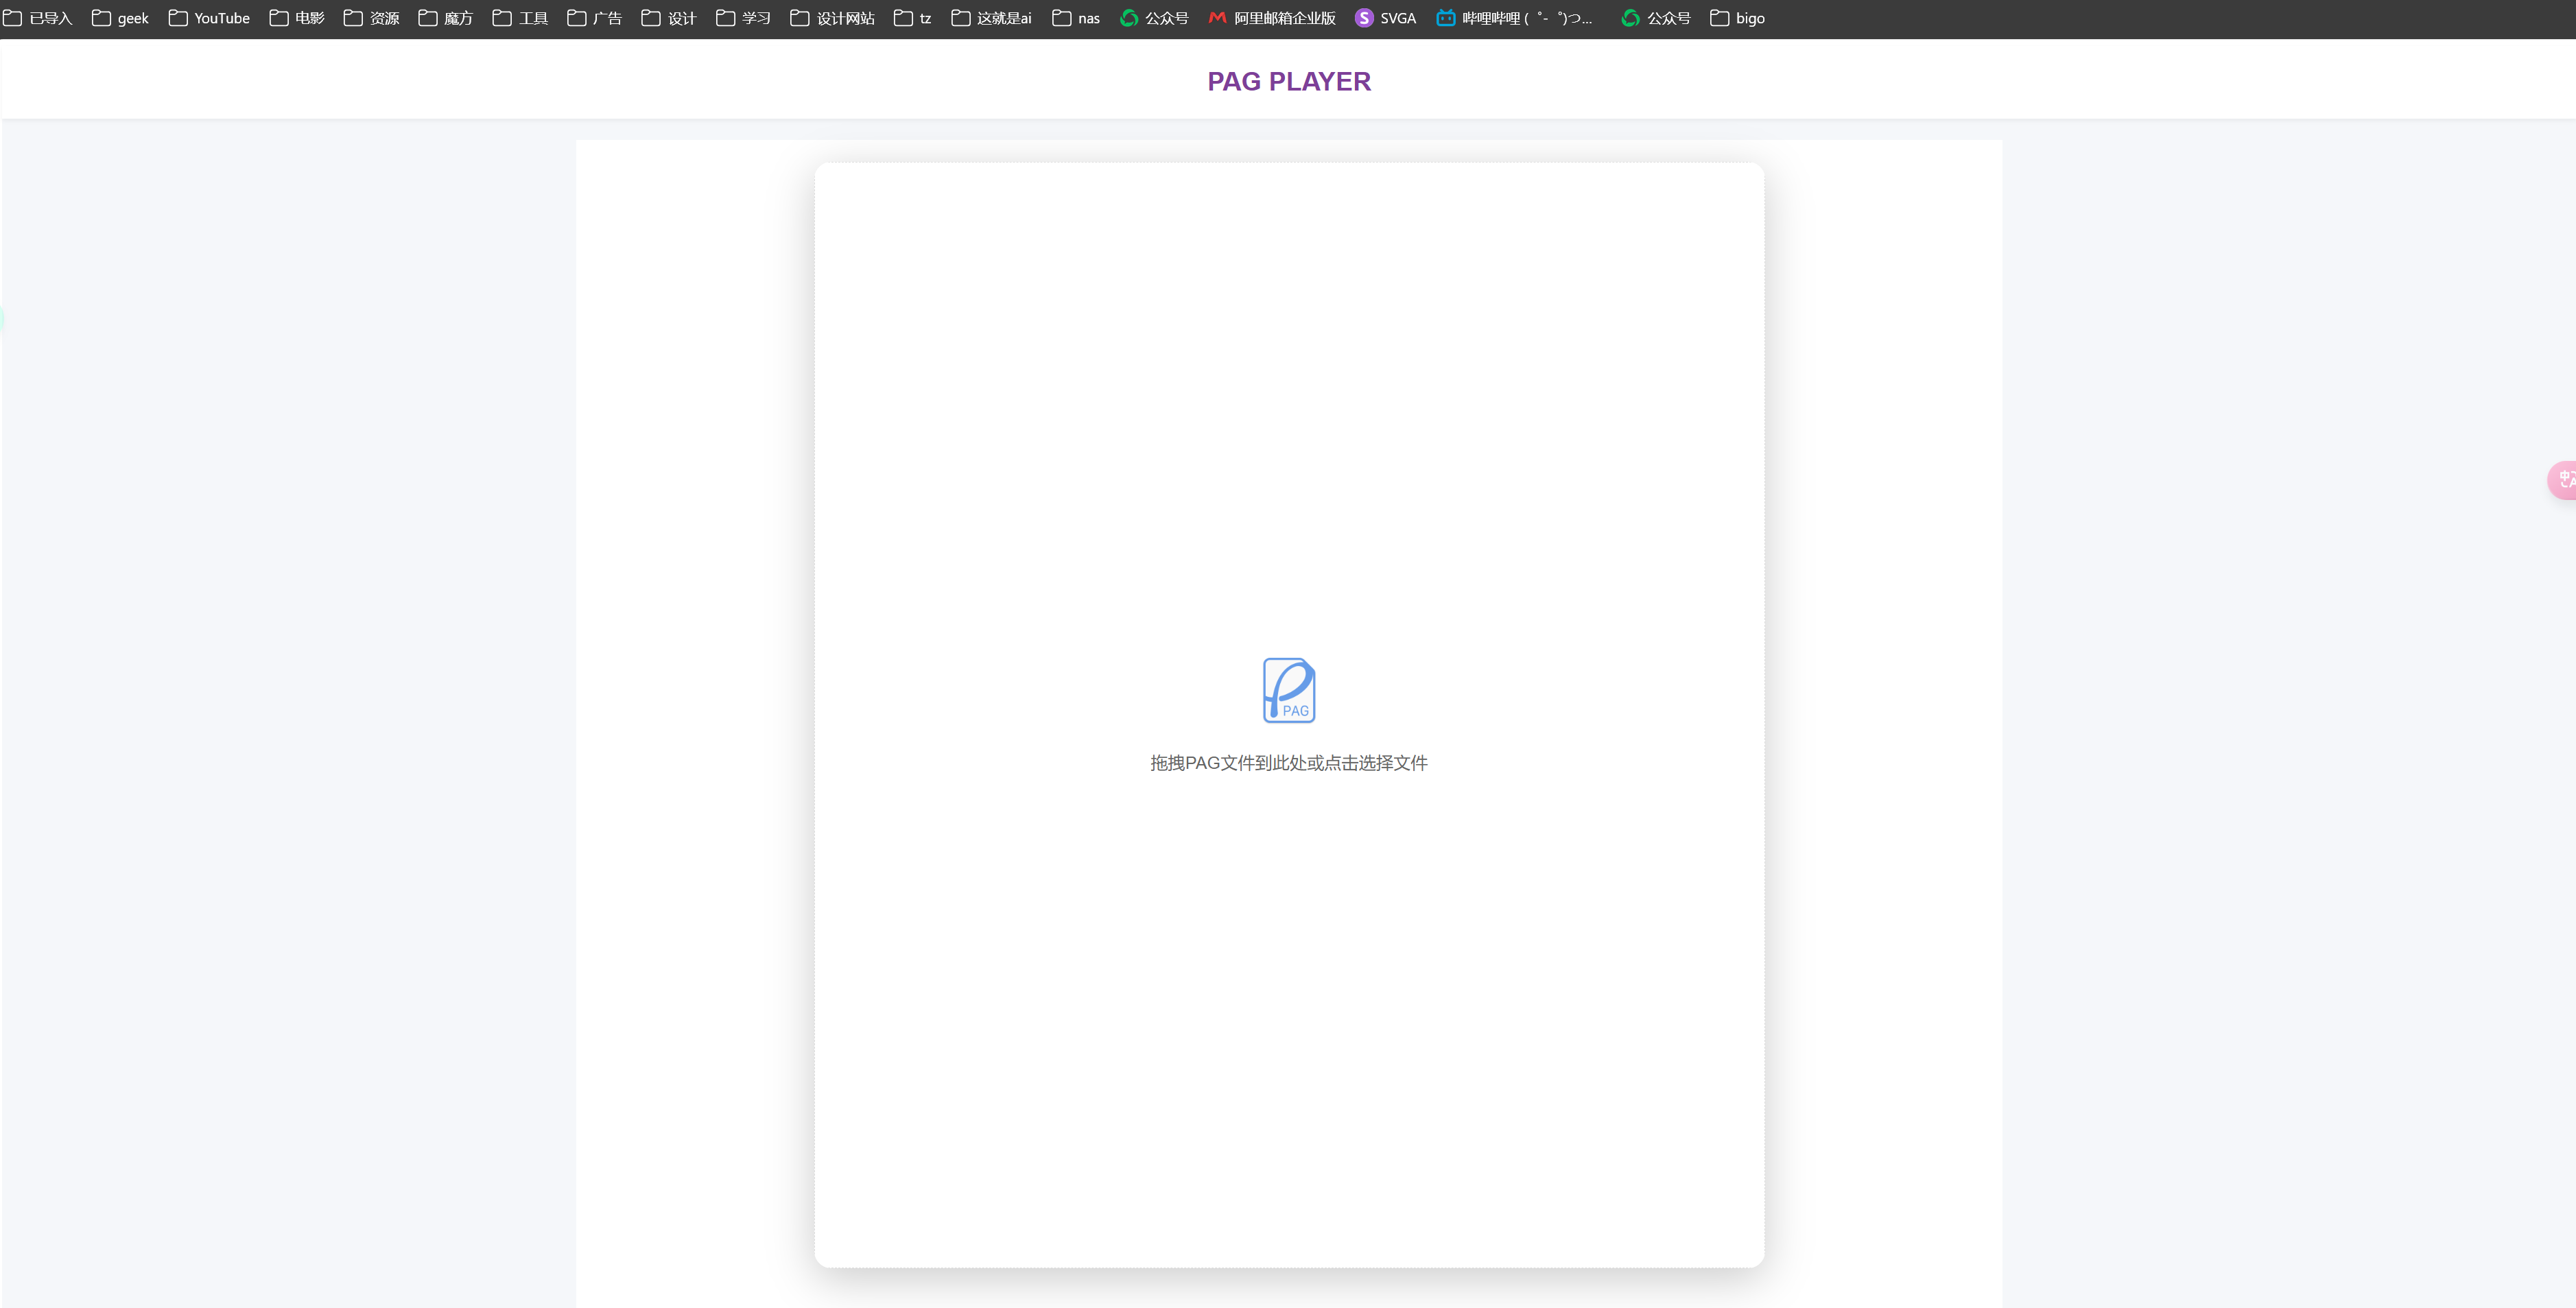 已导入 geek YouTube 电影 资源 魔方 工具 广告 设计 学习 设计网站 tz 这就是ai nas 公众号 阿里邮箱企业版 SVGA 哔哩哔哩 (゜-゜)つ... 公众号 bigo
PAG PLAYER
PAG
拖拽PAG文件到此处或点击选择文件